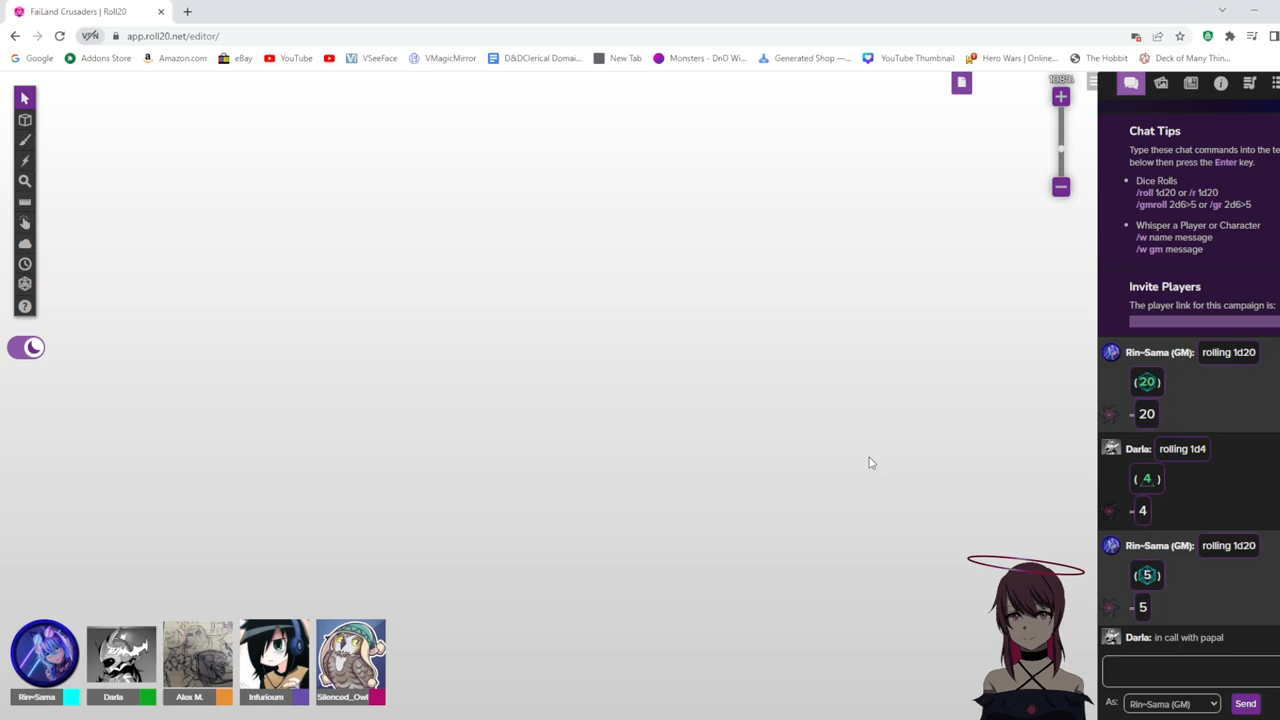 FaiLand Crusaders | Roll20
app.roll20.net/editor/
Google
Addons Store
Amazon.com
eBay
YouTube
VSeeFace
VMagicMirror
D&DClerical Domai...
New Tab
Monsters - DnD Wi...
Generated Shop —...
YouTube Thumbnail
Hero Wars | Online...
The Hobbit
Deck of Many Thin...
108%
Chat Tips
Type these chat commands into the te
below then press the Enter key.
Dice Rolls
/roll 1d20 or /r 1d20
/gmroll 2d6>5 or /gr 2d6>5
Whisper a Player or Character
/w name message
/w gm message
Invite Players
The player link for this campaign is:
Rin~Sama (GM): rolling 1d20
(20)
=20
Darla: rolling 1d4
(4)
=4
Rin~Sama (GM): rolling 1d20
(5)
=5
Darla: in call with papal
As: Rin~Sama (GM) Send
Rin~Sama
Darla
Alex M.
Infurioum
Silenced_Owl